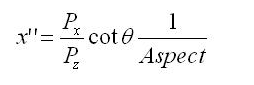 x''= P_x/P_z cot θ 1/Aspect